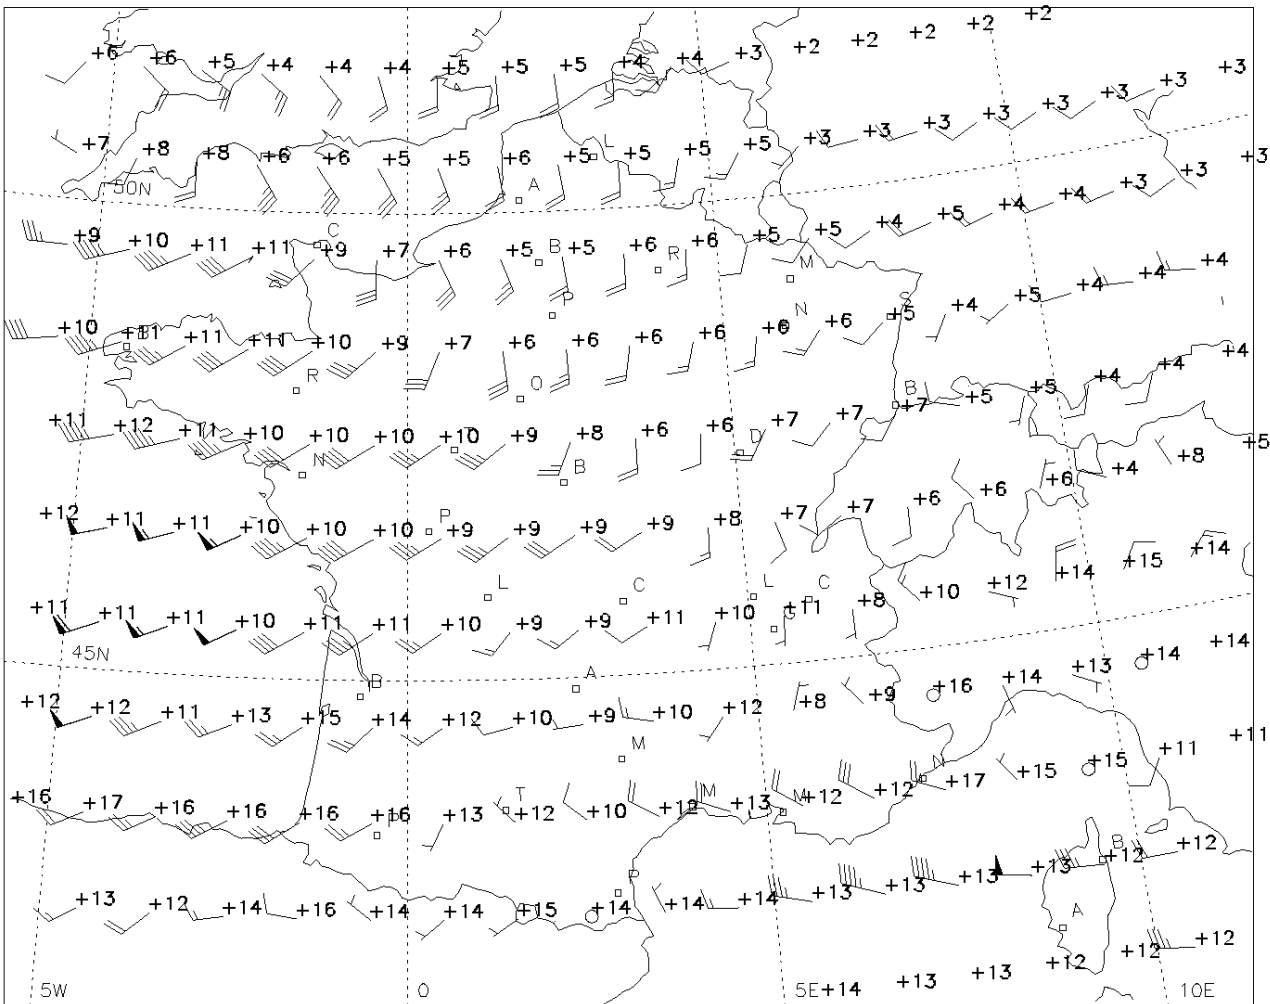 +2
+2
+2
+2
+2
+6 +6 +5 +4 +4 +4 +5 +5 +5 +4 +4 +3
+3 +3 +3
+3 +3 +3 +3 +3
+7 +8 +8 +6 +6 +5 +5 +6 +5 L +5 +5 +5
+3
+3 +3
50N A
+4 +4 +5 +4 +5 +5
+9 +10 +11 +11 C +9 +7 +6 +5 B +5 +6 R +6 M
+4 +4 +4
+5 +4 S +5
P N
+10 B +11 +11 +11 +10 +9 +7 +6 +6 +6 +6 +6 +6
+4 +4 +4
+5 +5 B +7
R O
+11 +12 +11 +10 +10 +10 T +10 +9 +8 +6 +6 D +7 +7
+5 +8 +4
N B
+6 +6 +6
+12 +11 +11 +10 +10 +10 P +9 +9 +9 +9 +8 +7 +7
+14 +15 +14
L C L C +10 +12
+11 +11 +11 +10 +11 +11 +10 +9 +9 +11 +10 +11 G +8
45N
+14 +14 +13
A +14
+12 +12 +11 +13 +15 B +14 +12 +10 +9 +10 +12 +8 +9 +16
+11
M N +11 +15 +15
+16 +17 +16 +16 +16 +16 P +13 T +12 +10 +12 M +13 M +12 +12 +17
+12 B +12
P +13 +13 +13 +13
+13 +12 +14 +16 +14 +14 +15 +14 +14 +14 A
+12 +12 +12
+13 +13
5W 0 5E +14 10E